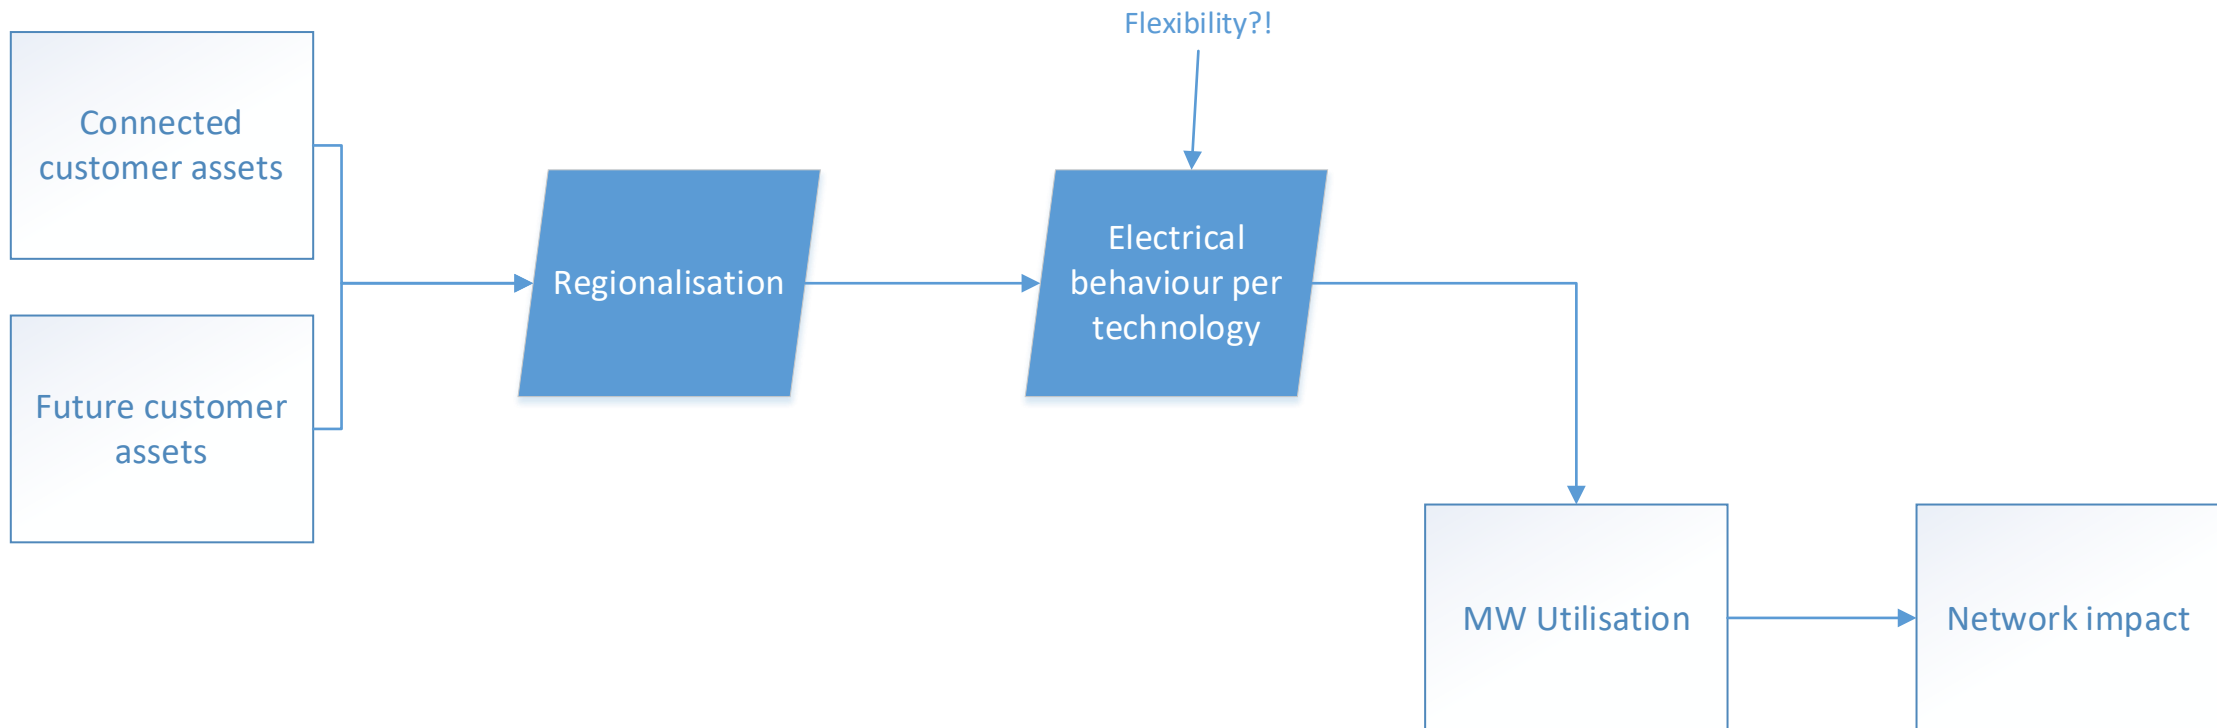 Flexibility?!
Connected
customer assets
Future customer
assets
Regionalisation
Electrical
behaviour per
technology
MW Utilisation
Network impact